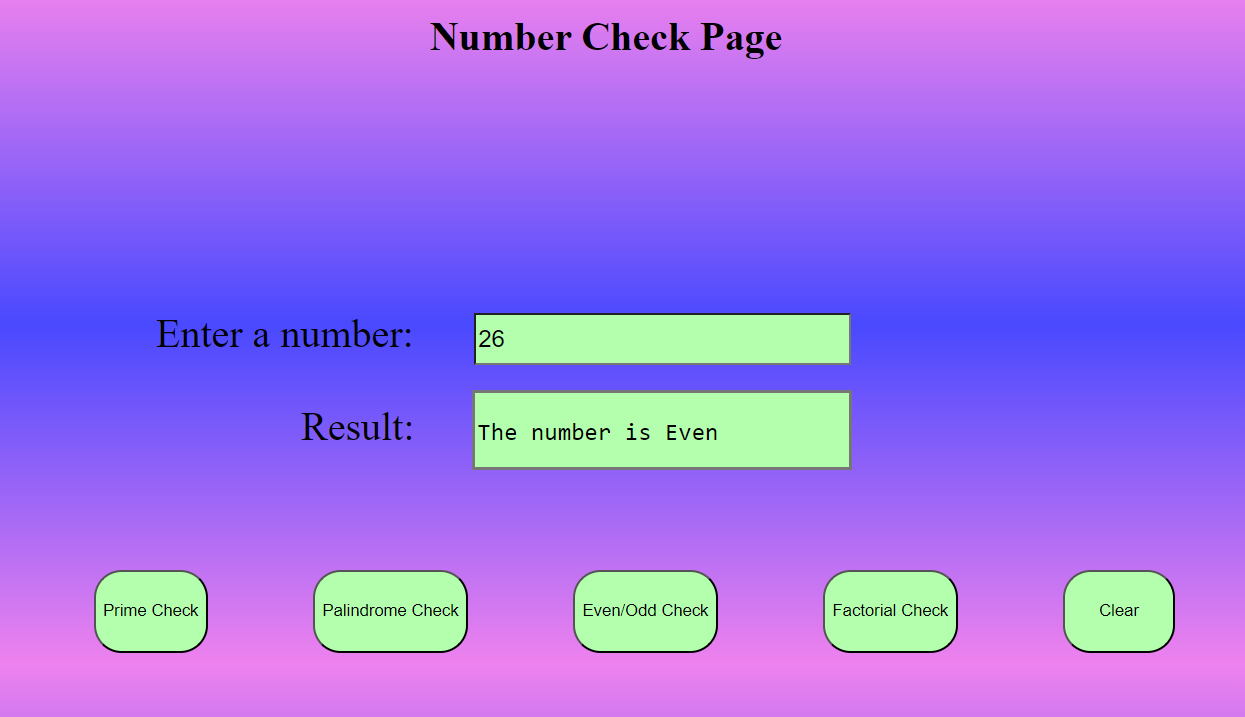 Number Check Page
Enter a number: 26
Result: The number is Even
Prime Check Palindrome Check Even/Odd Check Factorial Check Clear